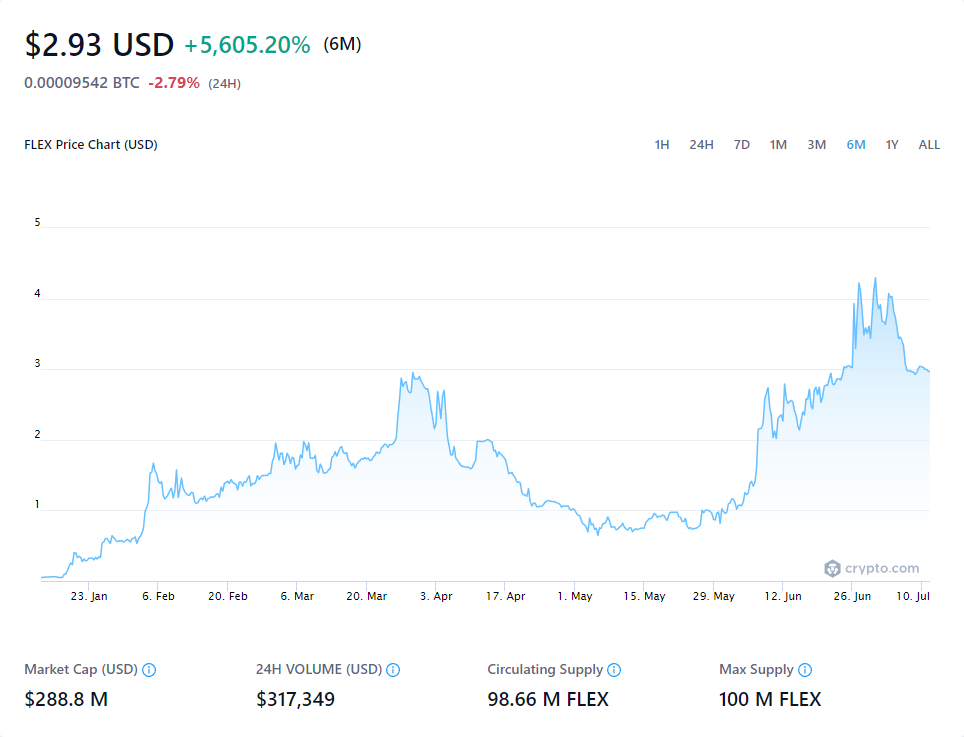 $2.93 USD +5,605.20% (6M)
0.00009542 BTC -2.79% (24H)
FLEX Price Chart (USD) 1H 24H 7D 1M 3M 6M 1Y ALL
5
4
3
2
1
crypto.com
23. Jan 6. Feb 20. Feb 6. Mar 20. Mar 3. Apr 17. Apr 1. May 15. May 29. May 12. Jun 26. Jun 10. Jul
Market Cap (USD) 24H VOLUME (USD) Circulating Supply Max Supply
$288.8 M $317,349 98.66 M FLEX 100 M FLEX